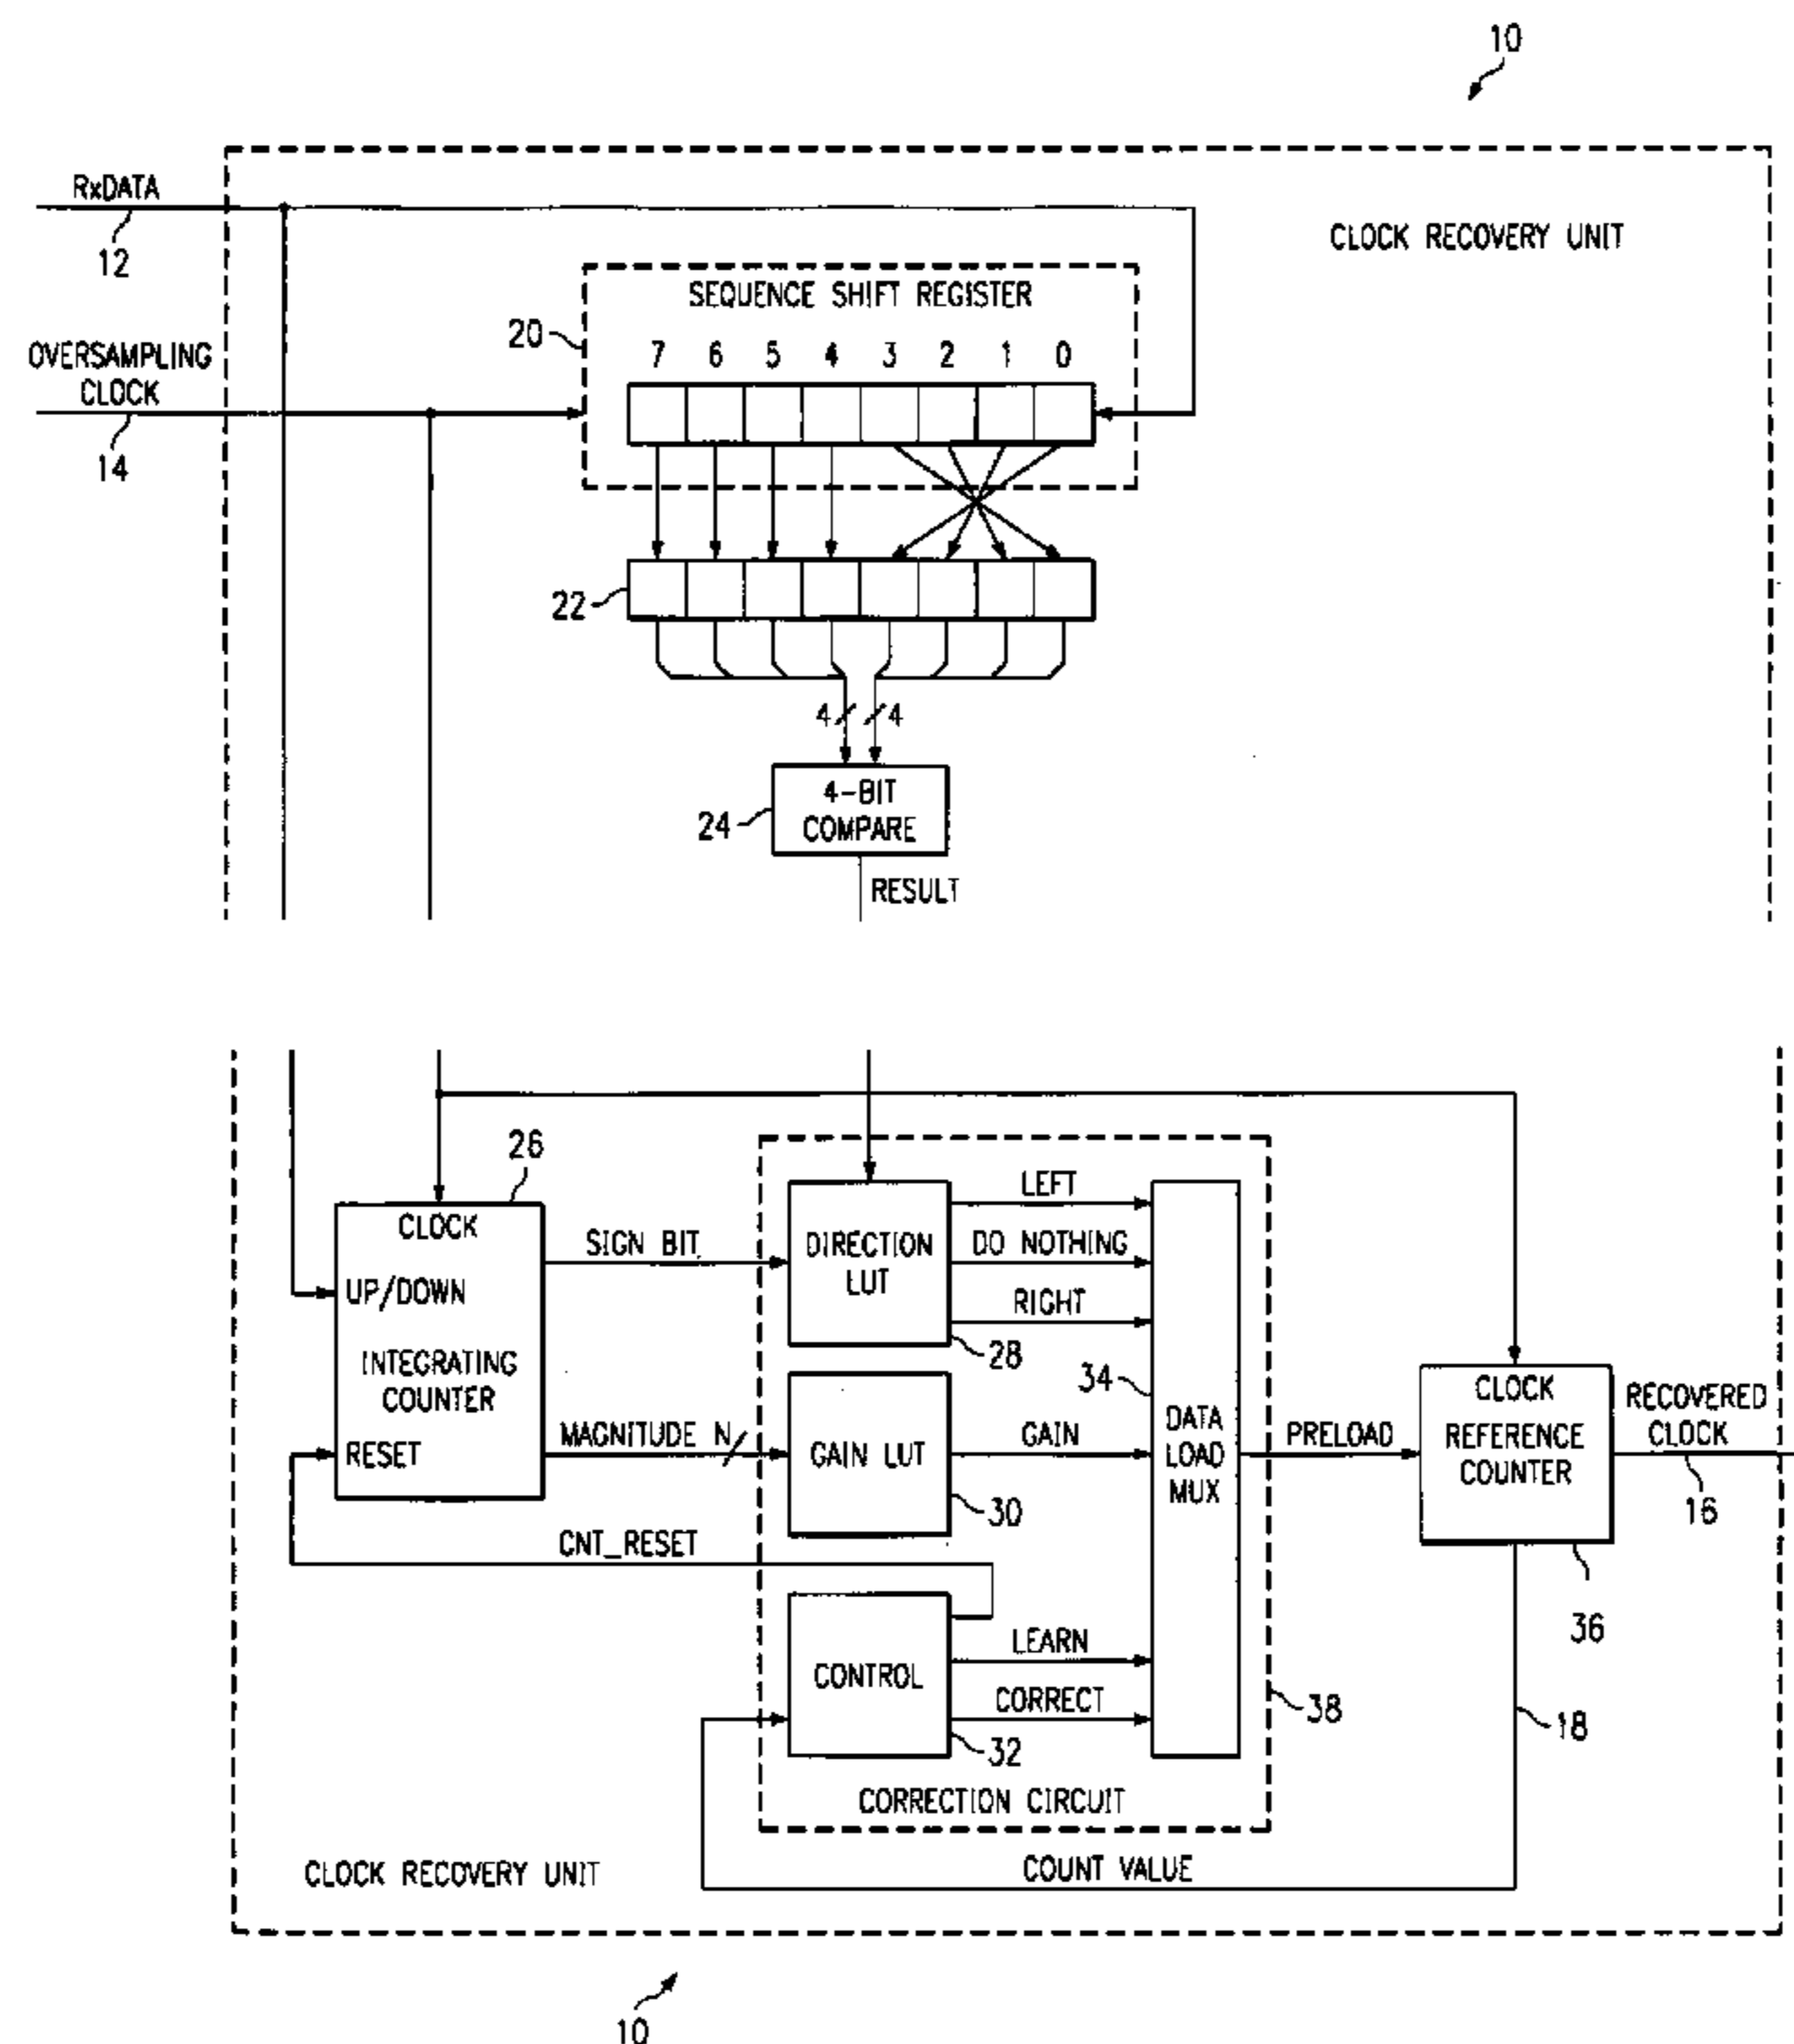 10
RxDATA
12
CLOCK RECOVERY UNIT
SEQUENCE SHIFT REGISTER
20
7 6 5 4 3 2 1 0
OVERSAMPLING
CLOCK
14
22
4 4
24
4-BIT
COMPARE
RESULT
26
CLOCK
UP/DOWN
INTEGRATING
COUNTER
RESET
SIGN BIT
MAGNITUDE N
CNT_RESET
DIRECTION
LUT
28
LEFT
DO NOTHING
RIGHT
GAIN LUT
30
GAIN
CONTROL
32
LEARN
CORRECT
34
DATA
LOAD
MUX
38
CORRECTION CIRCUIT
PRELOAD
CLOCK
REFERENCE
COUNTER
36
RECOVERED
CLOCK
16
18
COUNT VALUE
CLOCK RECOVERY UNIT
10